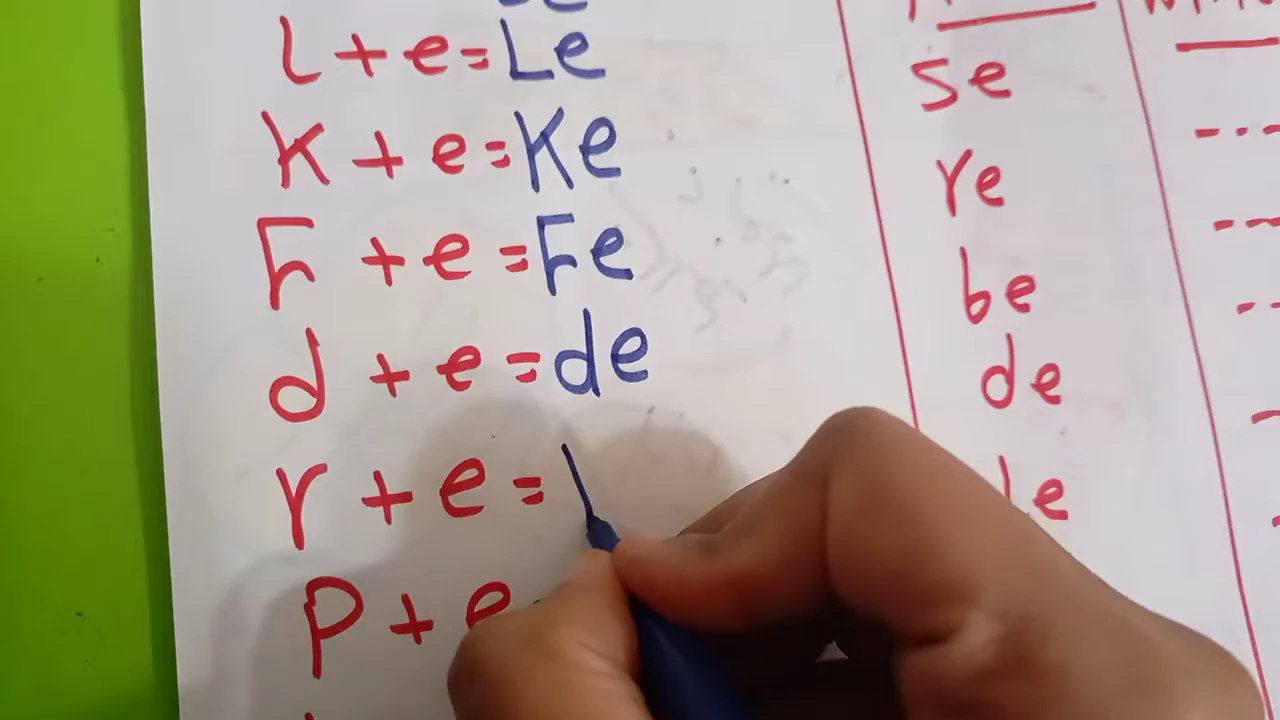 L + e = Le
K + e = Ke
F + e = Fe
d + e = de
r + e =
P + e
se
re
be
de